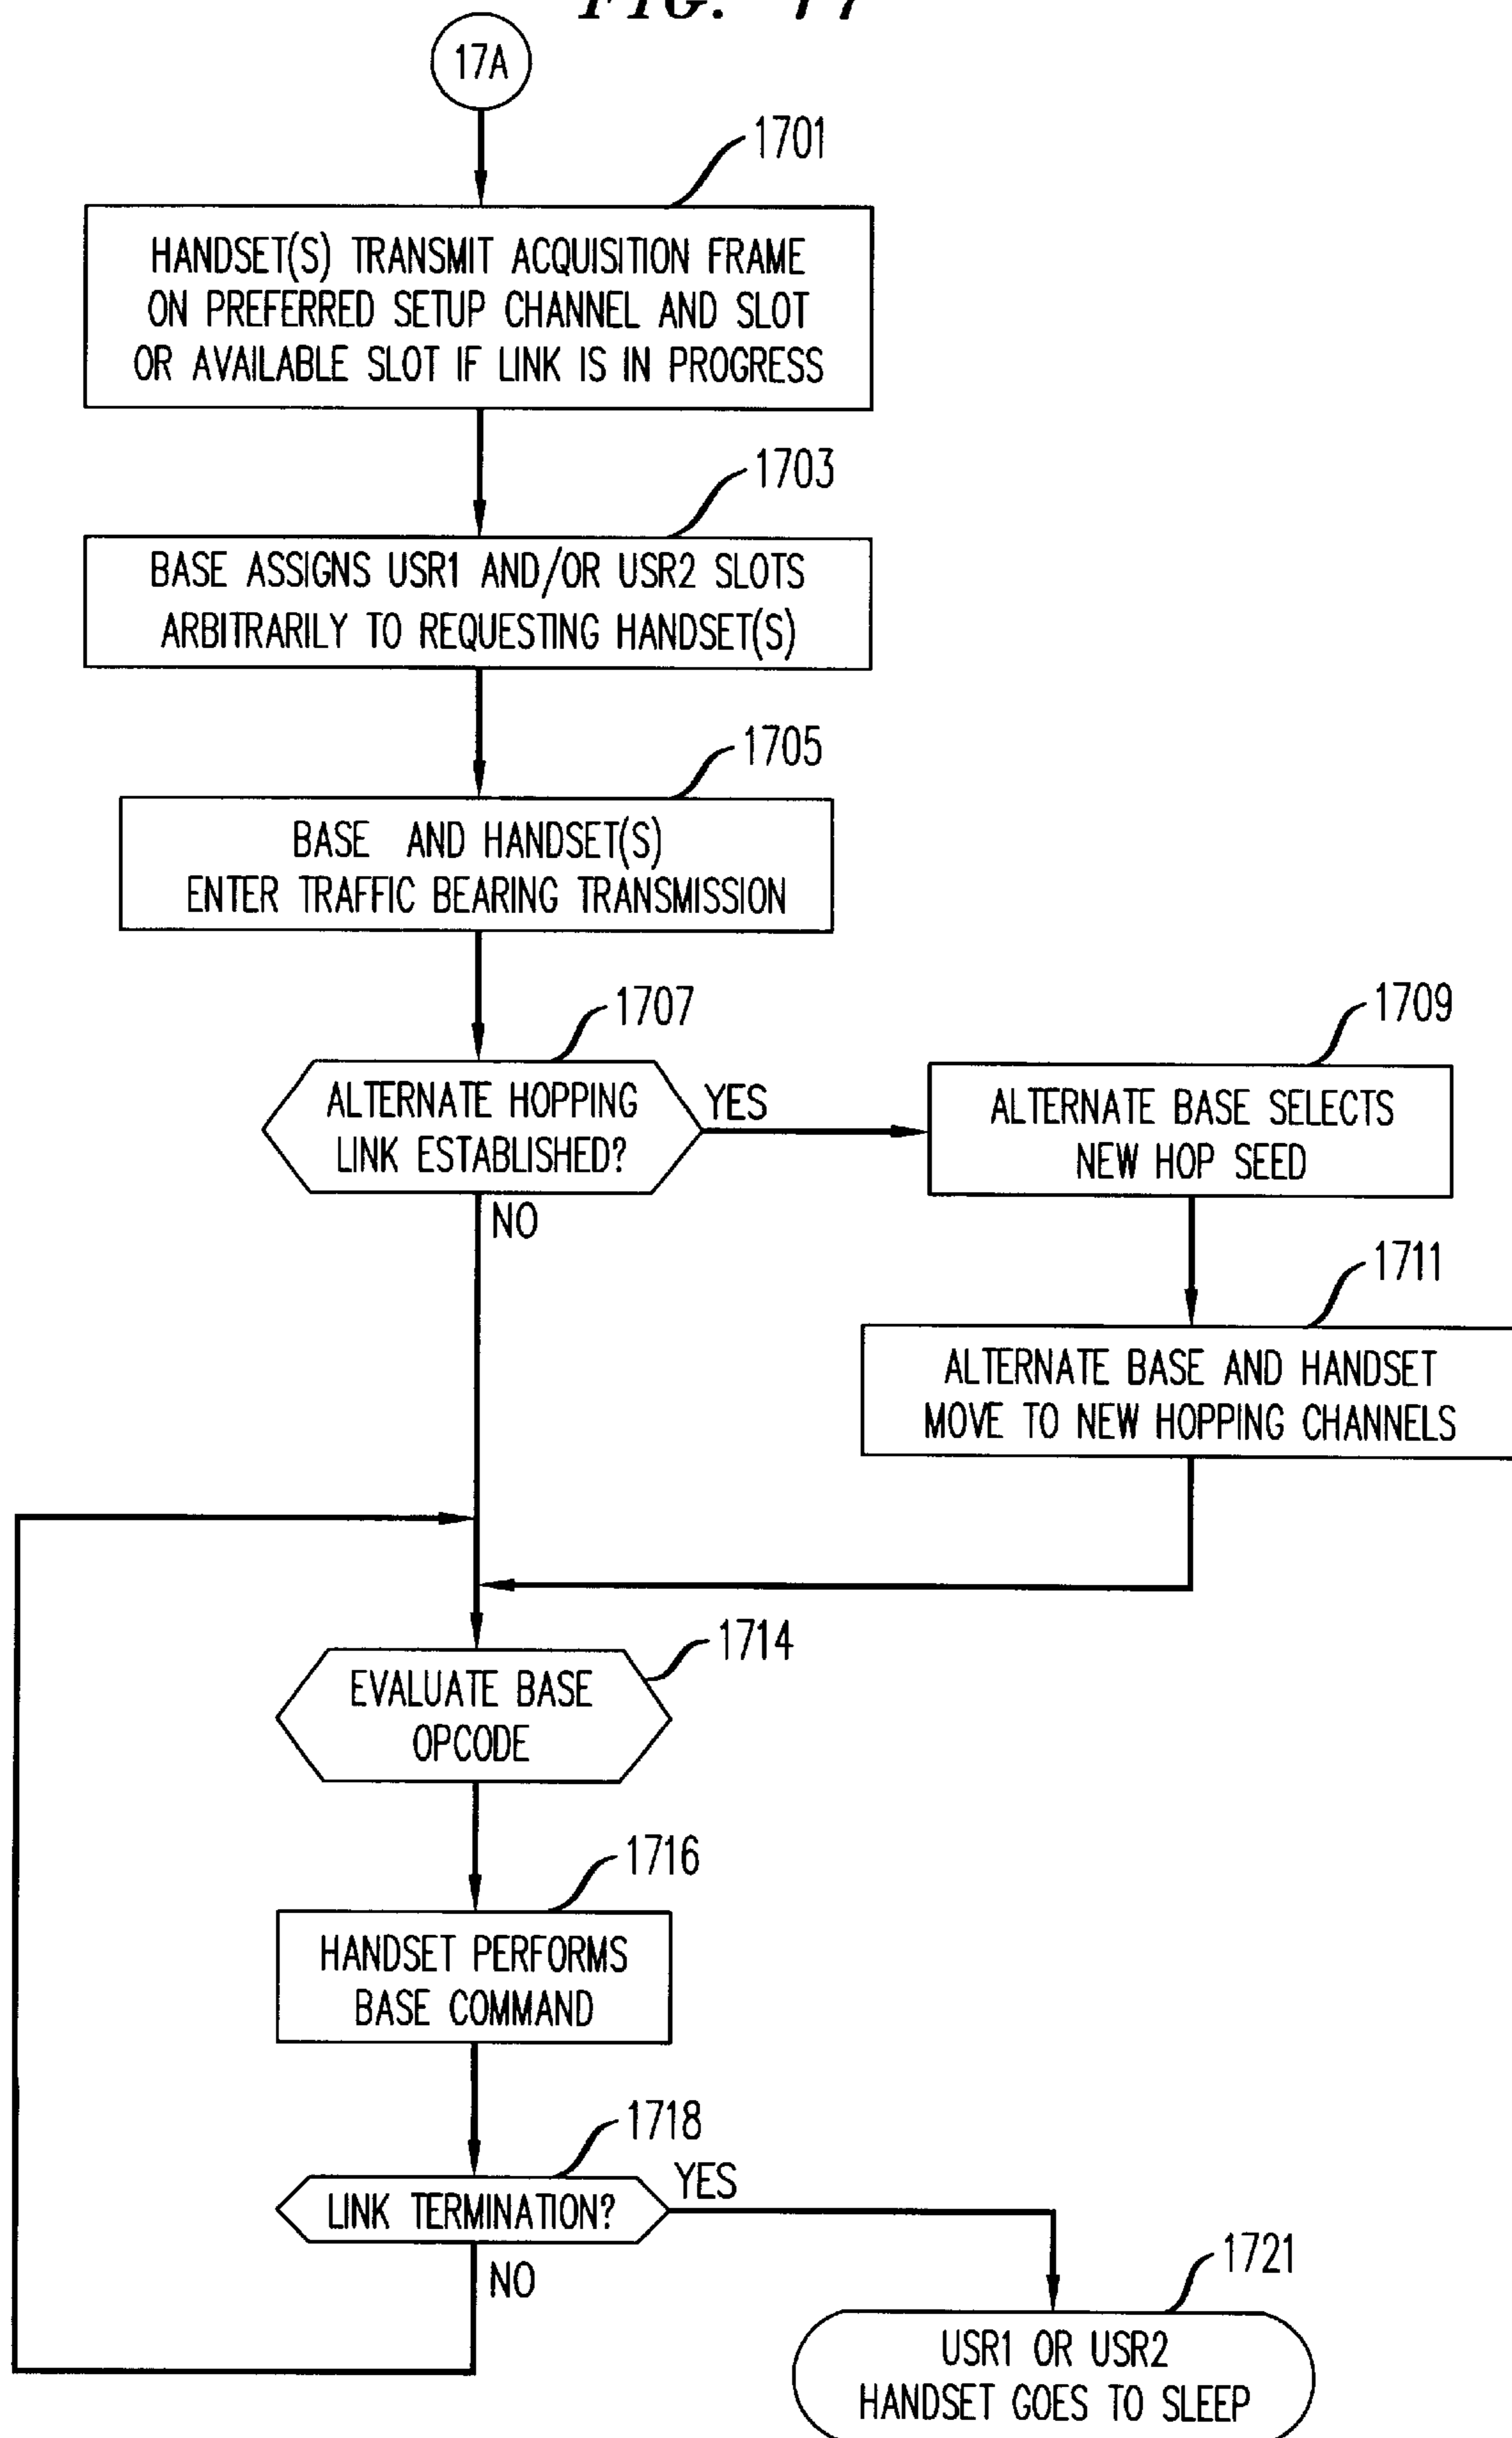 FIG. 17
17A
1701
HANDSET(S) TRANSMIT ACQUISITION FRAME
ON PREFERRED SETUP CHANNEL AND SLOT
OR AVAILABLE SLOT IF LINK IS IN PROGRESS
1703
BASE ASSIGNS USR1 AND/OR USR2 SLOTS
ARBITRARILY TO REQUESTING HANDSET(S)
1705
BASE AND HANDSET(S)
ENTER TRAFFIC BEARING TRANSMISSION
1707
ALTERNATE HOPPING
LINK ESTABLISHED?
YES
NO
1709
ALTERNATE BASE SELECTS
NEW HOP SEED
1711
ALTERNATE BASE AND HANDSET
MOVE TO NEW HOPPING CHANNELS
1714
EVALUATE BASE
OPCODE
1716
HANDSET PERFORMS
BASE COMMAND
1718
LINK TERMINATION?
YES
NO
1721
USR1 OR USR2
HANDSET GOES TO SLEEP